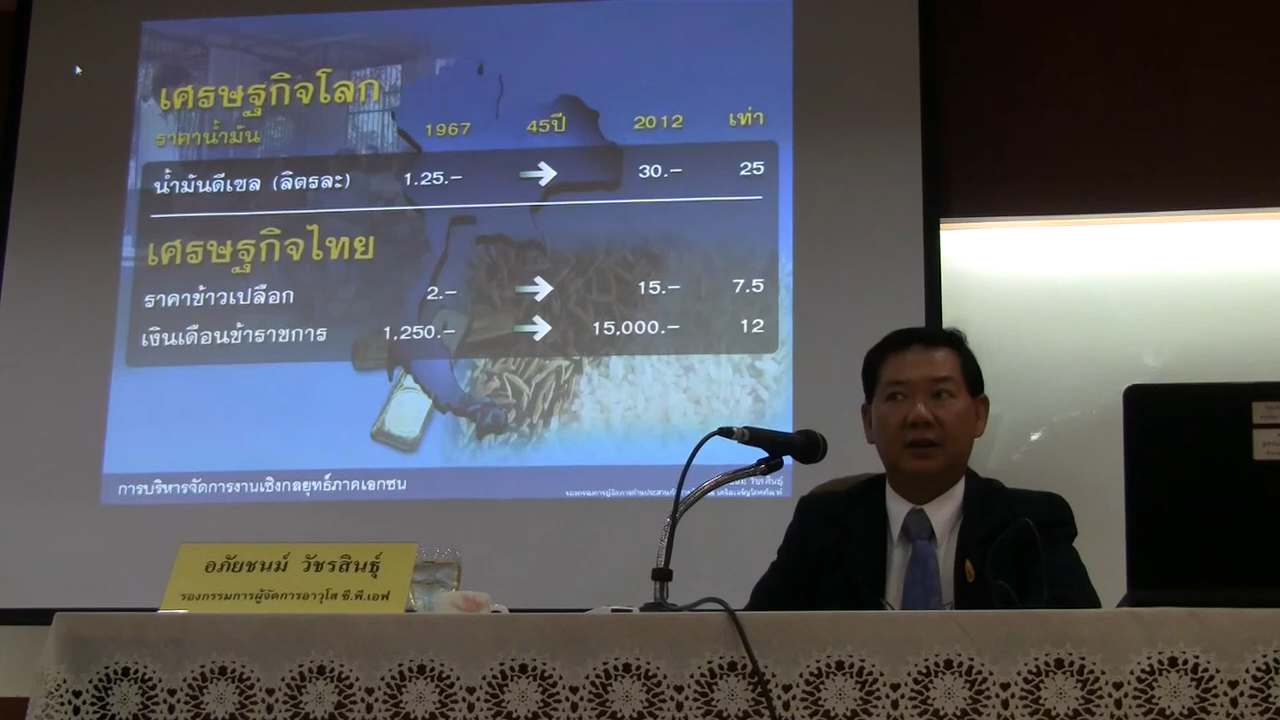 เศรษฐกิจโลก
ราคาน้ำมัน 1967 45ปี 2012 เท่า
น้ำมันดีเซล (ลิตรละ) 1.25.– → 30.– 25
เศรษฐกิจไทย
ราคาข้าวเปลือก 2.– → 15.– 7.5
เงินเดือนข้าราชการ 1,250.– → 15,000.– 12
การบริหารจัดการงานเชิงกลยุทธ์ภาคเอกชน
วัชรสินธุ์
อภัยชนม์ วัชรสินธุ์
รองกรรมการผู้จัดการอาวุโส ซี.พี.เอฟ